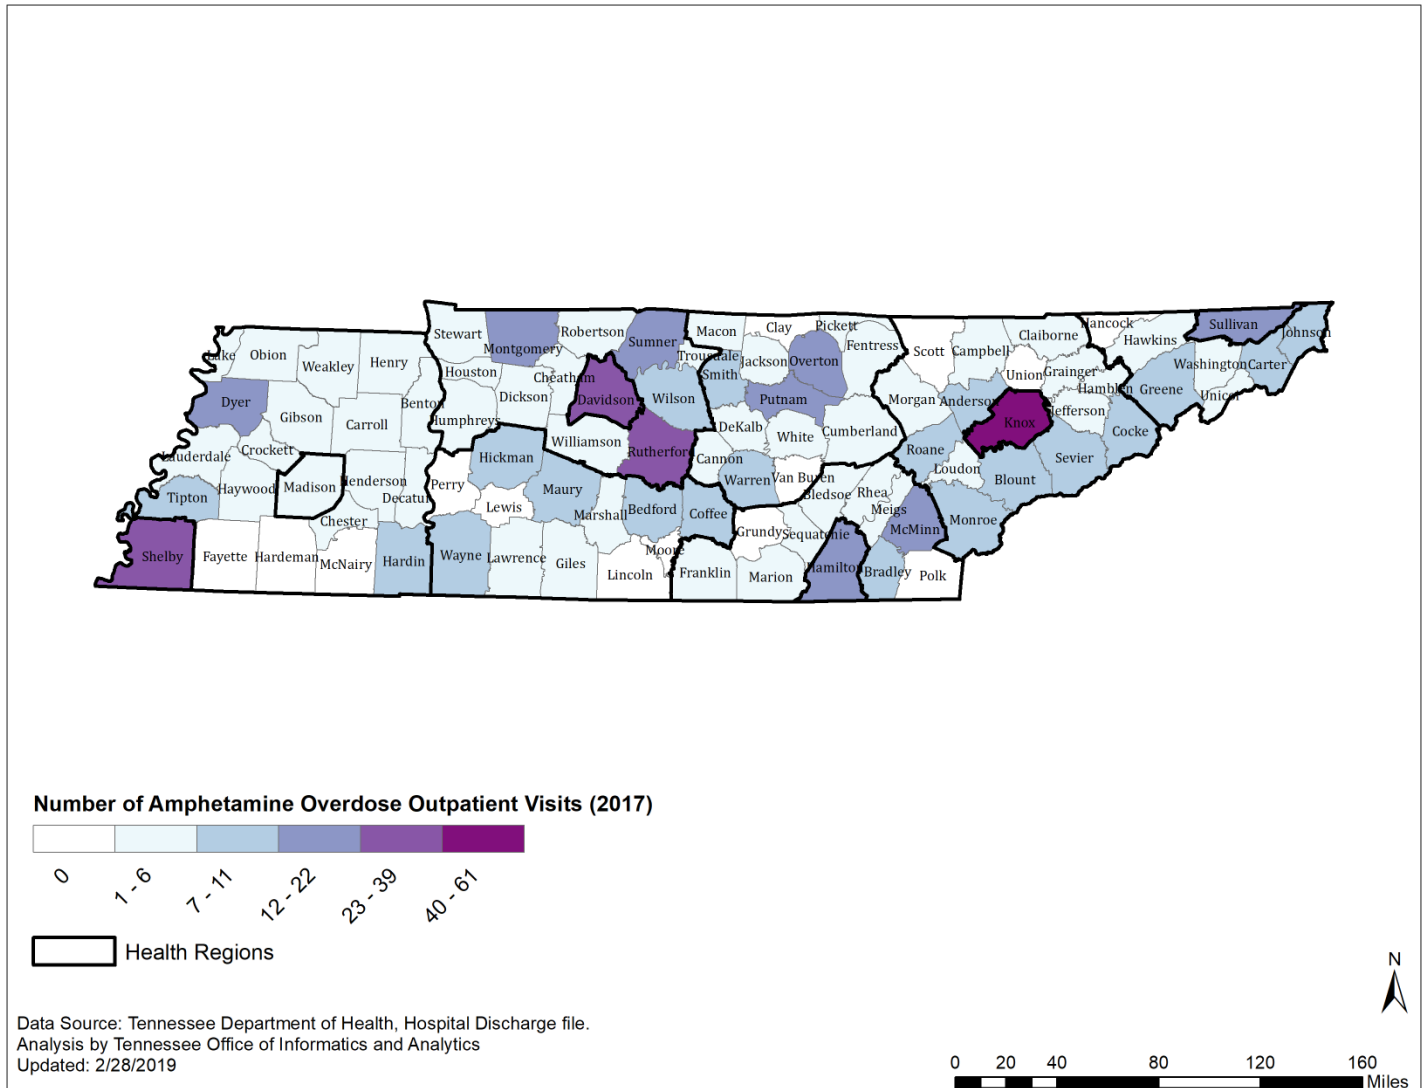 Stewart
Montgomery
Robertson
Sumner
Macon
Clay
Pickett
Fentress
Scott
Campbell
Claiborne
Hancock
Hawkins
Sullivan
Johnson
Lake
Obion
Weakley
Henry
Houston
Cheatham
Trousdale
Smith
Jackson
Overton
Union
Grainger
Hamblen
Washington
Carter
Greene
Unicoi
Dyer
Gibson
Carroll
Benton
Humphreys
Dickson
Davidson
Wilson
Putnam
Morgan
Anderson
Knox
Jefferson
Cocke
Lauderdale
Crockett
Williamson
Rutherford
DeKalb
White
Cumberland
Roane
Loudon
Sevier
Blount
Tipton
Haywood
Madison
Henderson
Decatur
Perry
Hickman
Maury
Cannon
Warren
Van Buren
Bledsoe
Rhea
Meigs
McMinn
Monroe
Chester
Lewis
Marshall
Bedford
Coffee
Grundy
Sequatchie
Shelby
Fayette
Hardeman
McNairy
Hardin
Wayne
Lawrence
Giles
Lincoln
Moore
Franklin
Marion
Hamilton
Bradley
Polk
Number of Amphetamine Overdose Outpatient Visits (2017)
0
1 - 6
7 - 11
12 - 22
23 - 39
40 - 61
Health Regions
N
Data Source: Tennessee Department of Health, Hospital Discharge file.
Analysis by Tennessee Office of Informatics and Analytics
Updated: 2/28/2019
0 20 40 80 120 160
Miles